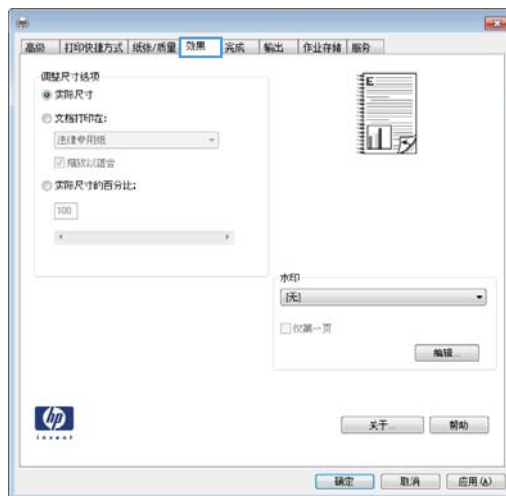 高级 打印快捷方式 纸张/质量 效果 完成 输出 作业存储 服务
调整尺寸选项
实际尺寸
文档打印在:
法律专用纸
缩放以适合
实际尺寸的百分比:
100
E
水印
[无]
仅第一页
编辑...
hp
invent
关于... 帮助
确定 取消 应用(A)